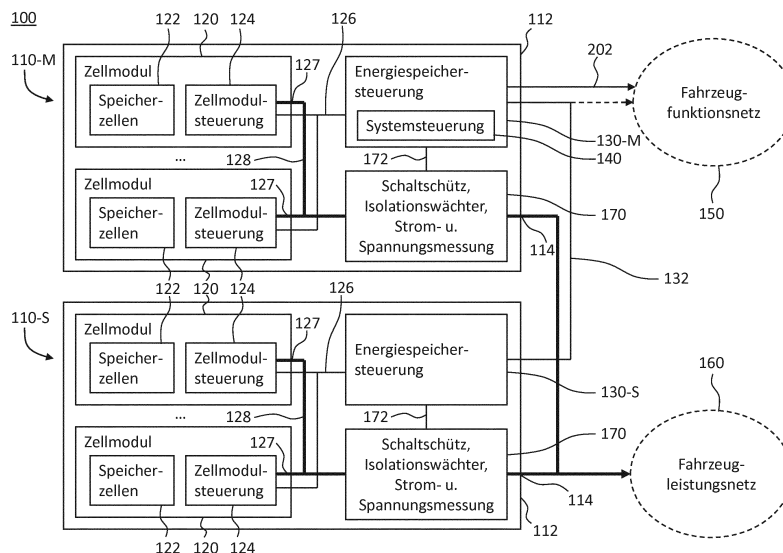 100
122
120
124
126
112
202
110-M
Zellmodul
Speicher-
zellen
Zellmodul-
steuerung
127
Energiespeicher-
steuerung
Systemsteuerung
Fahrzeug-
funktionsnetz
130-M
140
150
...
128
172
Zellmodul
Speicher-
zellen
Zellmodul-
steuerung
127
Schaltschütz,
Isolationswächter,
Strom- u.
Spannungsmessung
170
114
132
122
120
124
126
110-S
Zellmodul
Speicher-
zellen
Zellmodul-
steuerung
127
Energiespeicher-
steuerung
130-S
160
...
128
172
Zellmodul
Speicher-
zellen
Zellmodul-
steuerung
127
Schaltschütz,
Isolationswächter,
Strom- u.
Spannungsmessung
170
114
Fahrzeug-
leistungsnetz
122
120
124
112